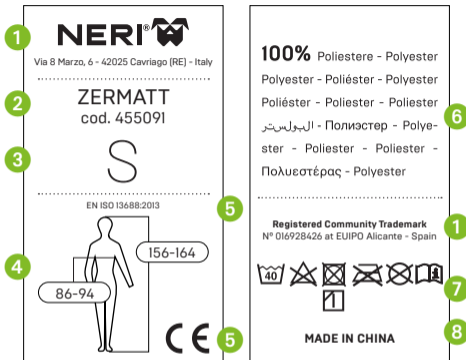 1
NERI®
Via 8 Marzo, 6 - 42025 Cavriago (RE) - Italy
2
ZERMATT
cod. 455091
3
S
EN ISO 13688:2013
5
4
156-164
86-94
CE
5
100% Poliestere - Polyester
Polyester - Poliéster - Polyester
Poliéster - Poliester - Poliester
البوليستر - Полиэстер - Polye-
ster - Poliester - Poliester -
Πολυεστέρας - Polyester
6
Registered Community Trademark
N° 016928426 at EUIPO Alicante - Spain
1
40
7
1
8
MADE IN CHINA